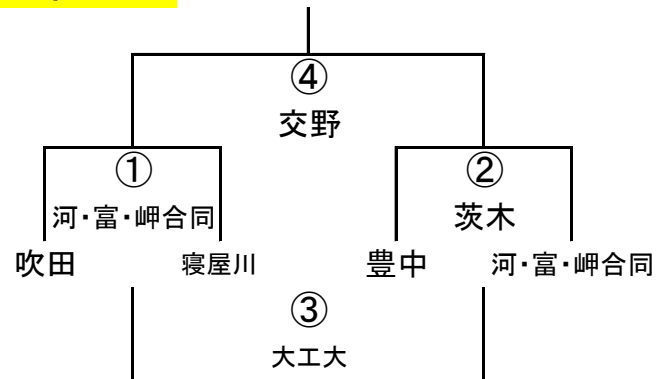 ④
交野
① ②
河・富・岬合同 茨木
吹田 寝屋川 豊中 河・富・岬合同
③
大工大